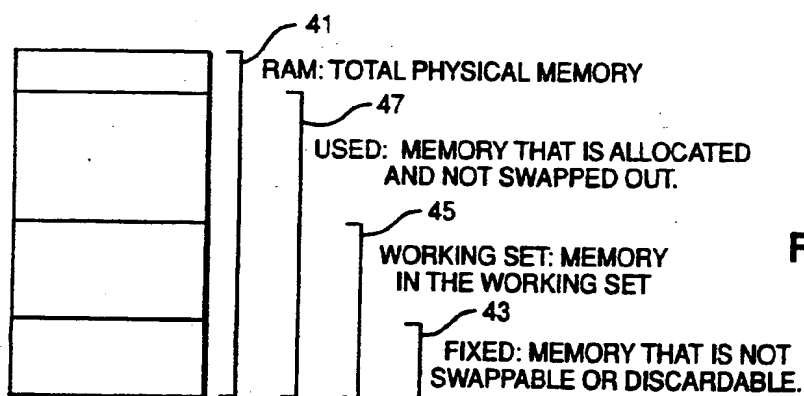 41
RAM: TOTAL PHYSICAL MEMORY
47
USED: MEMORY THAT IS ALLOCATED
AND NOT SWAPPED OUT.
45
WORKING SET: MEMORY
IN THE WORKING SET
F
43
FIXED: MEMORY THAT IS NOT
SWAPPABLE OR DISCARDABLE.